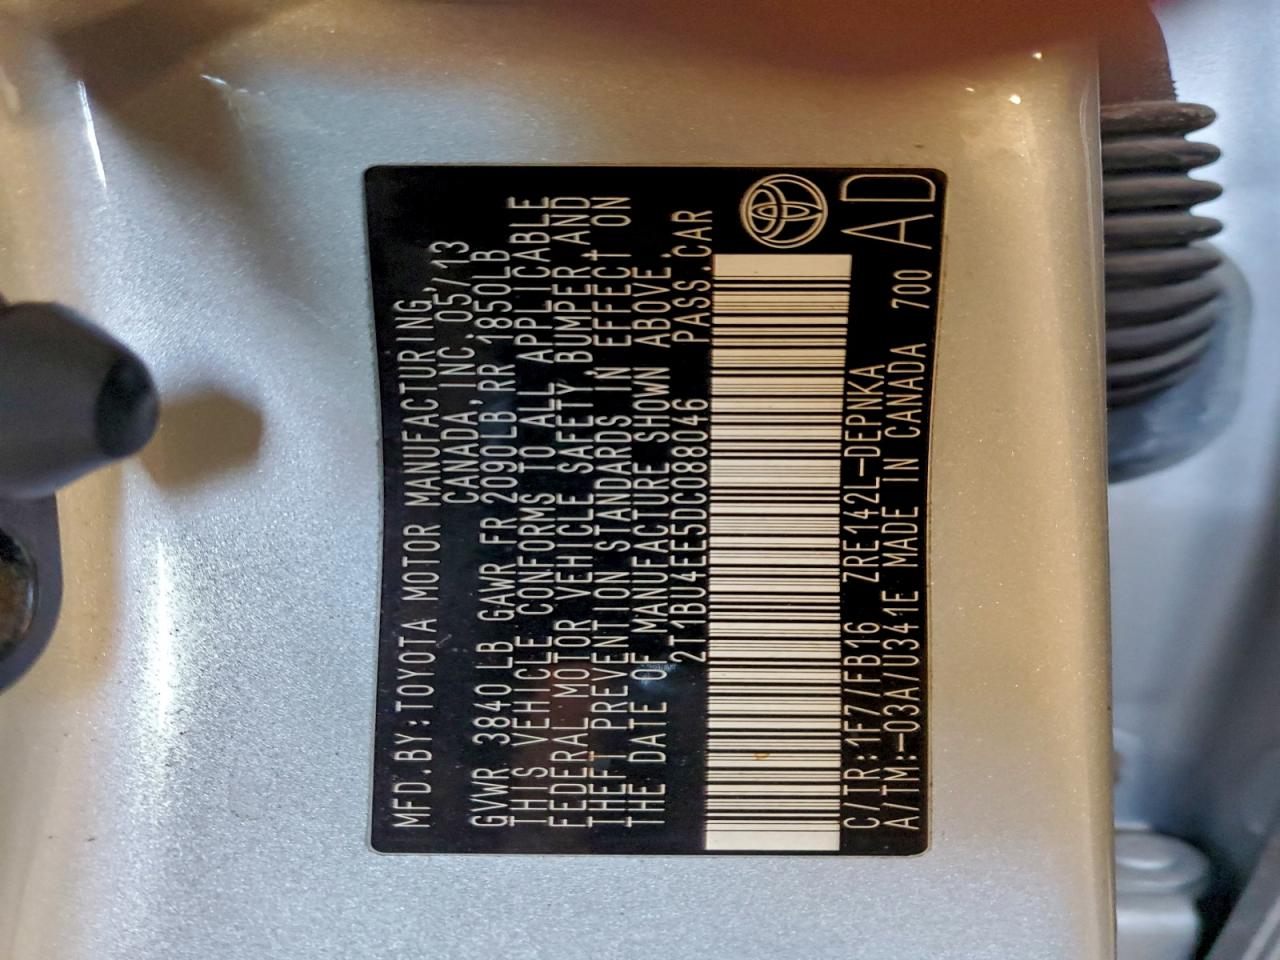 MFD.BY:TOYOTA MOTOR MANUFACTURING,
CANADA,INC.05/13
GVWR 3840 LB GAWR FR 2090LB,RR 1850LB
THIS VEHICLE CONFORMS TO ALL APPLICABLE
FEDERAL MOTOR VEHICLE SAFETY,BUMPER AND
THEFT PREVENTION STANDARDS IN EFFECT ON
THE DATE OF MANUFACTURE SHOWN ABOVE.
2T1BU4EE5DC088046 PASS.CAR
C/TR:1F7/FB16 ZRE142L-DEPNKA
A/TM:-03A/U341E MADE IN CANADA 700
AD